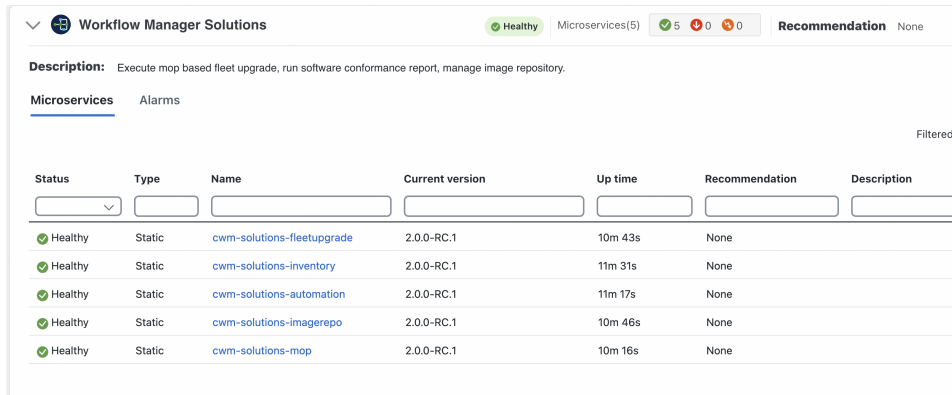 Workflow Manager Solutions Healthy Microservices(5) 5 0 0 Recommendation None
Description: Execute mop based fleet upgrade, run software conformance report, manage image repository.
Microservices Alarms
Filtered
Status Type Name Current version Up time Recommendation Description
Healthy Static cwm-solutions-fleetupgrade 2.0.0-RC.1 10m 43s None
Healthy Static cwm-solutions-inventory 2.0.0-RC.1 11m 31s None
Healthy Static cwm-solutions-automation 2.0.0-RC.1 11m 17s None
Healthy Static cwm-solutions-imagerepo 2.0.0-RC.1 10m 46s None
Healthy Static cwm-solutions-mop 2.0.0-RC.1 10m 16s None